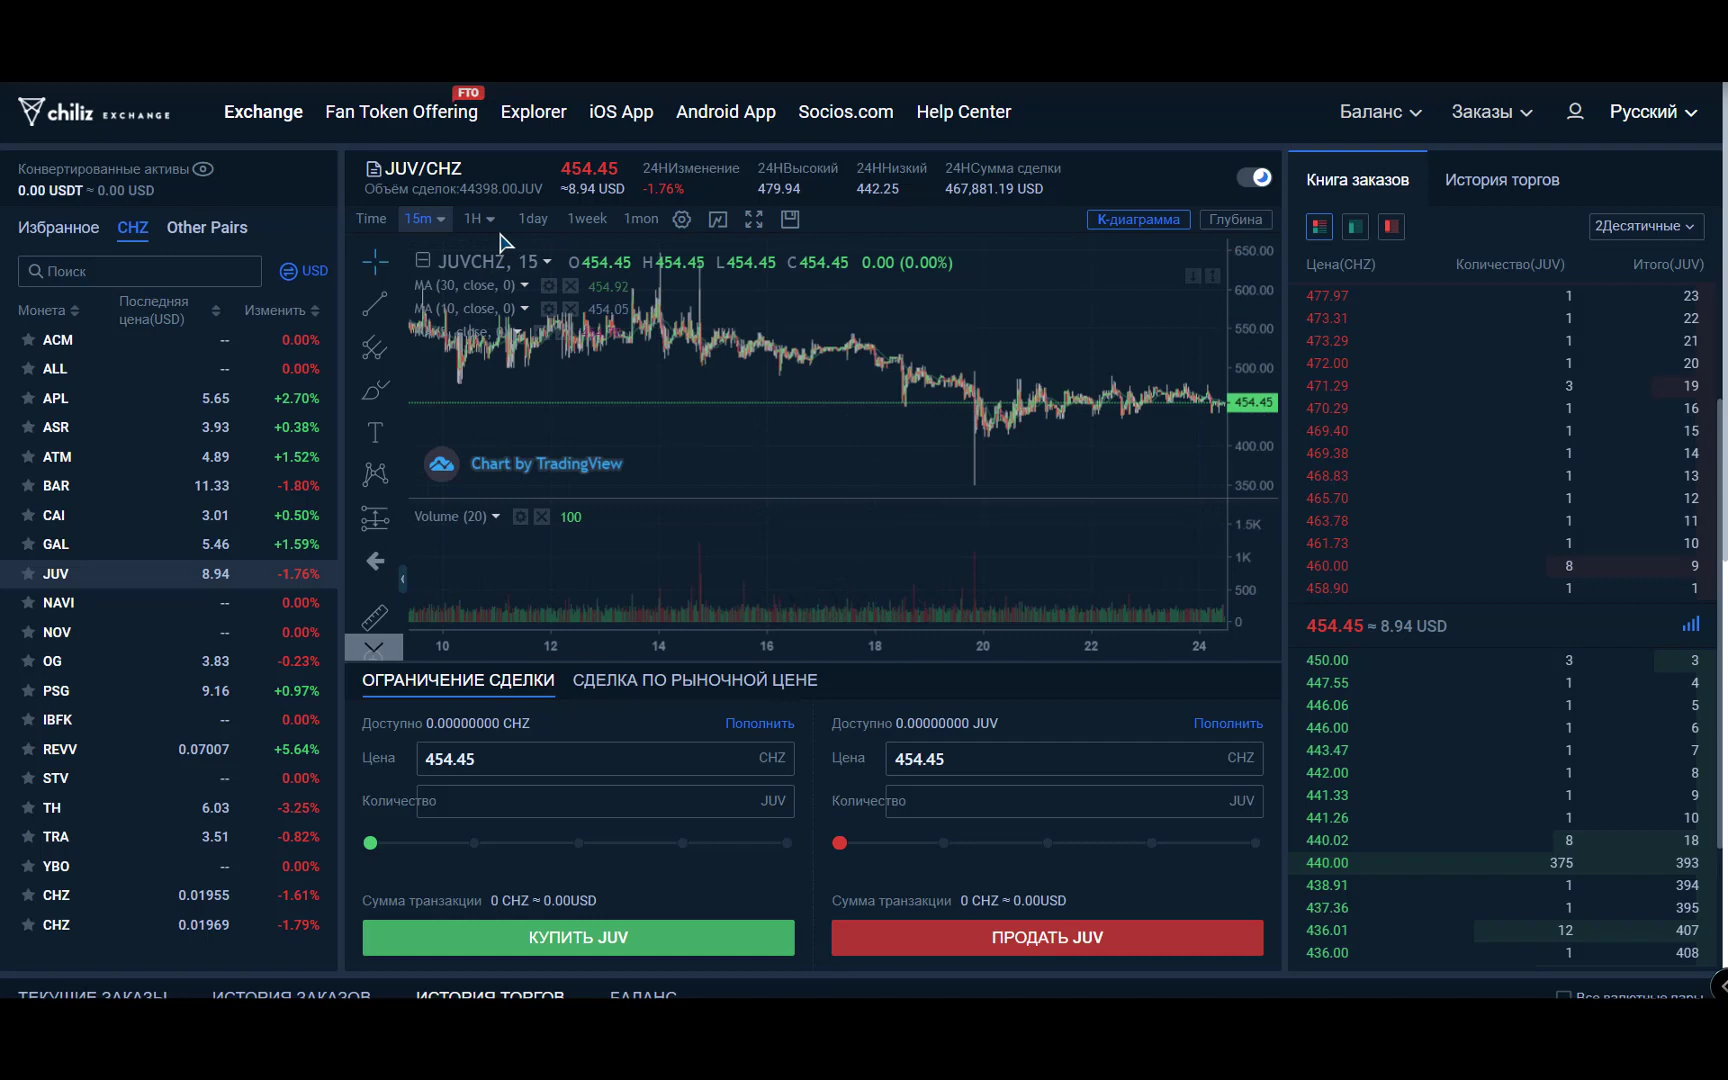 chiliz EXCHANGE
Exchange
FTO
Fan Token Offering
Explorer
iOS App
Android App
Socios.com
Help Center
Баланс
Заказы
Русский
Конвертированные активы
0.00 USDT ≈ 0.00 USD
Избранное CHZ Other Pairs
Поиск
USD
Монета Последняя цена(USD) Изменить
ACM -- 0.00%
ALL -- 0.00%
APL 5.65 +2.70%
ASR 3.93 +0.38%
ATM 4.89 +1.52%
BAR 11.33 -1.80%
CAI 3.01 +0.50%
GAL 5.46 +1.59%
JUV 8.94 -1.76%
NAVI -- 0.00%
NOV -- 0.00%
OG 3.83 -0.23%
PSG 9.16 +0.97%
IBFK -- 0.00%
REVV 0.07007 +5.64%
STV -- 0.00%
TH 6.03 -3.25%
TRA 3.51 -0.82%
YBO -- 0.00%
CHZ 0.01955 -1.61%
CHZ 0.01969 -1.79%
JUV/CHZ 454.45 24HИзменение 24HВысокий 24HНизкий 24HСумма сделки
Объём сделок:44398.00JUV ≈8.94 USD -1.76% 479.94 442.25 467,881.19 USD
Time 15m 1H 1day 1week 1mon
К-диаграмма Глубина
JUVCHZ, 15 O454.45 H454.45 L454.45 C454.45 0.00 (0.00%)
MA (30, close, 0) 454.92
MA (10, close, 0) 454.05
close, 0)
650.00
600.00
550.00
500.00
454.45
400.00
350.00
Chart by TradingView
Volume (20) 100
1.5K
1K
500
0
10 12 14 16 18 20 22 24
ОГРАНИЧЕНИЕ СДЕЛКИ СДЕЛКА ПО РЫНОЧНОЙ ЦЕНЕ
Доступно 0.00000000 CHZ Пополнить
Цена 454.45 CHZ
Количество JUV
Сумма транзакции 0 CHZ ≈ 0.00USD
КУПИТЬ JUV
Доступно 0.00000000 JUV Пополнить
Цена 454.45 CHZ
Количество JUV
Сумма транзакции 0 CHZ ≈ 0.00USD
ПРОДАТЬ JUV
Книга заказов История торгов
2Десятичные
Цена(CHZ) Количество(JUV) Итого(JUV)
477.97 1 23
473.31 1 22
473.29 1 21
472.00 1 20
471.29 3 19
470.29 1 16
469.40 1 15
469.38 1 14
468.83 1 13
465.70 1 12
463.78 1 11
461.73 1 10
460.00 8 9
458.90 1 1
454.45 ≈ 8.94 USD
450.00 3 3
447.55 1 4
446.06 1 5
446.00 1 6
443.47 1 7
442.00 1 8
441.33 1 9
441.26 1 10
440.02 8 18
440.00 375 393
438.91 1 394
437.36 1 395
436.01 12 407
436.00 1 408
ТЕКУЩИЕ ЗАКАЗЫ ИСТОРИЯ ЗАКАЗОВ ИСТОРИЯ ТОРГОВ БАЛАНС
Все валютные пары